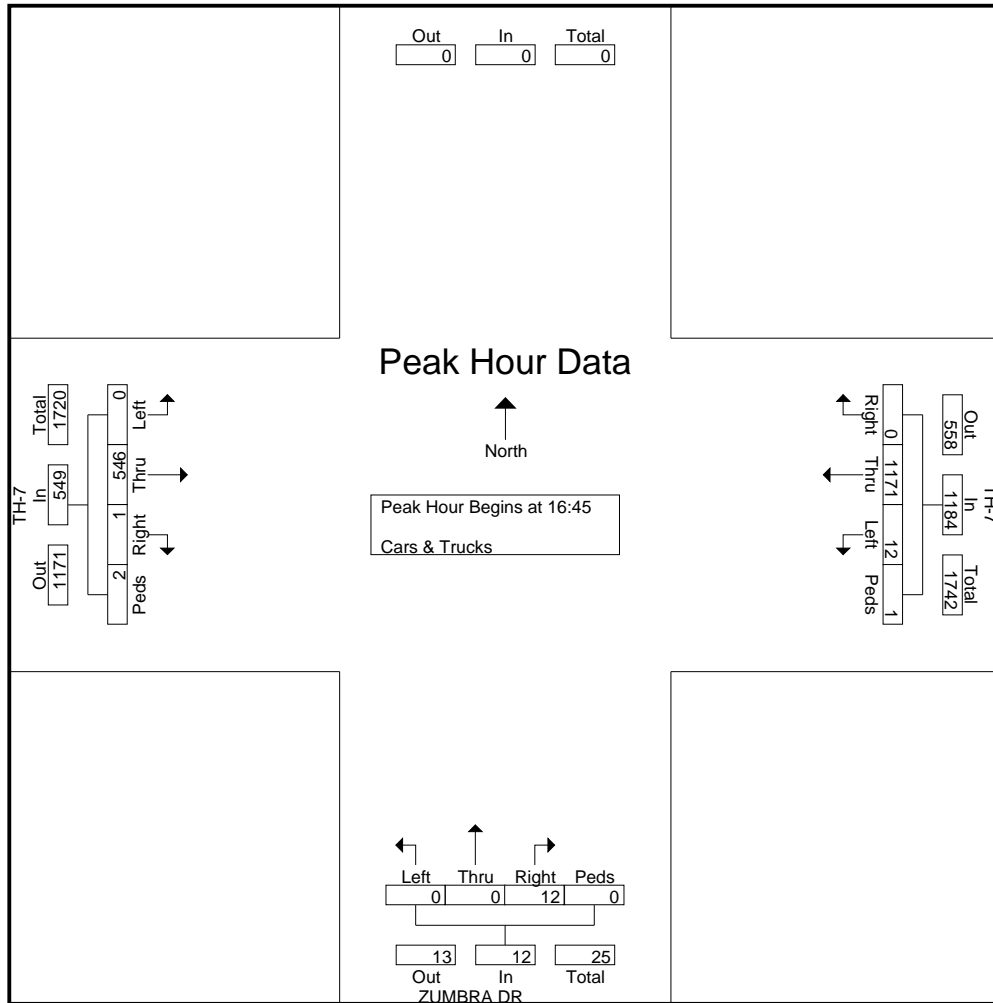 Out In Total
0 0 0
Peak Hour Data
North
Peak Hour Begins at 16:45
Cars & Trucks
TH-7
Total In Out
1720 549 1171
0 546 1 2
Left Thru Right Peds
Right Thru Left Peds
0 1171 12 1
558 1184 1742
Out In Total
TH-7
Left Thru Right Peds
0 0 12 0
13 12 25
Out In Total
ZUMBRA DR